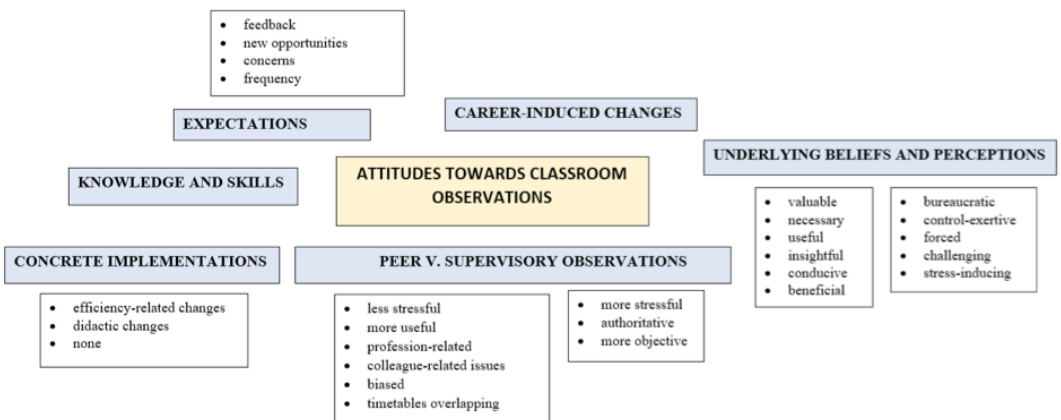 feedback
new opportunities
concerns
frequency
EXPECTATIONS
CAREER-INDUCED CHANGES
KNOWLEDGE AND SKILLS
ATTITUDES TOWARDS CLASSROOM
OBSERVATIONS
UNDERLYING BELIEFS AND PERCEPTIONS
valuable
necessary
useful
insightful
conducive
beneficial
bureaucratic
control-exertive
forced
challenging
stress-inducing
CONCRETE IMPLEMENTATIONS
efficiency-related changes
didactic changes
none
PEER V. SUPERVISORY OBSERVATIONS
less stressful
more useful
profession-related
colleague-related issues
biased
timetables overlapping
more stressful
authoritative
more objective